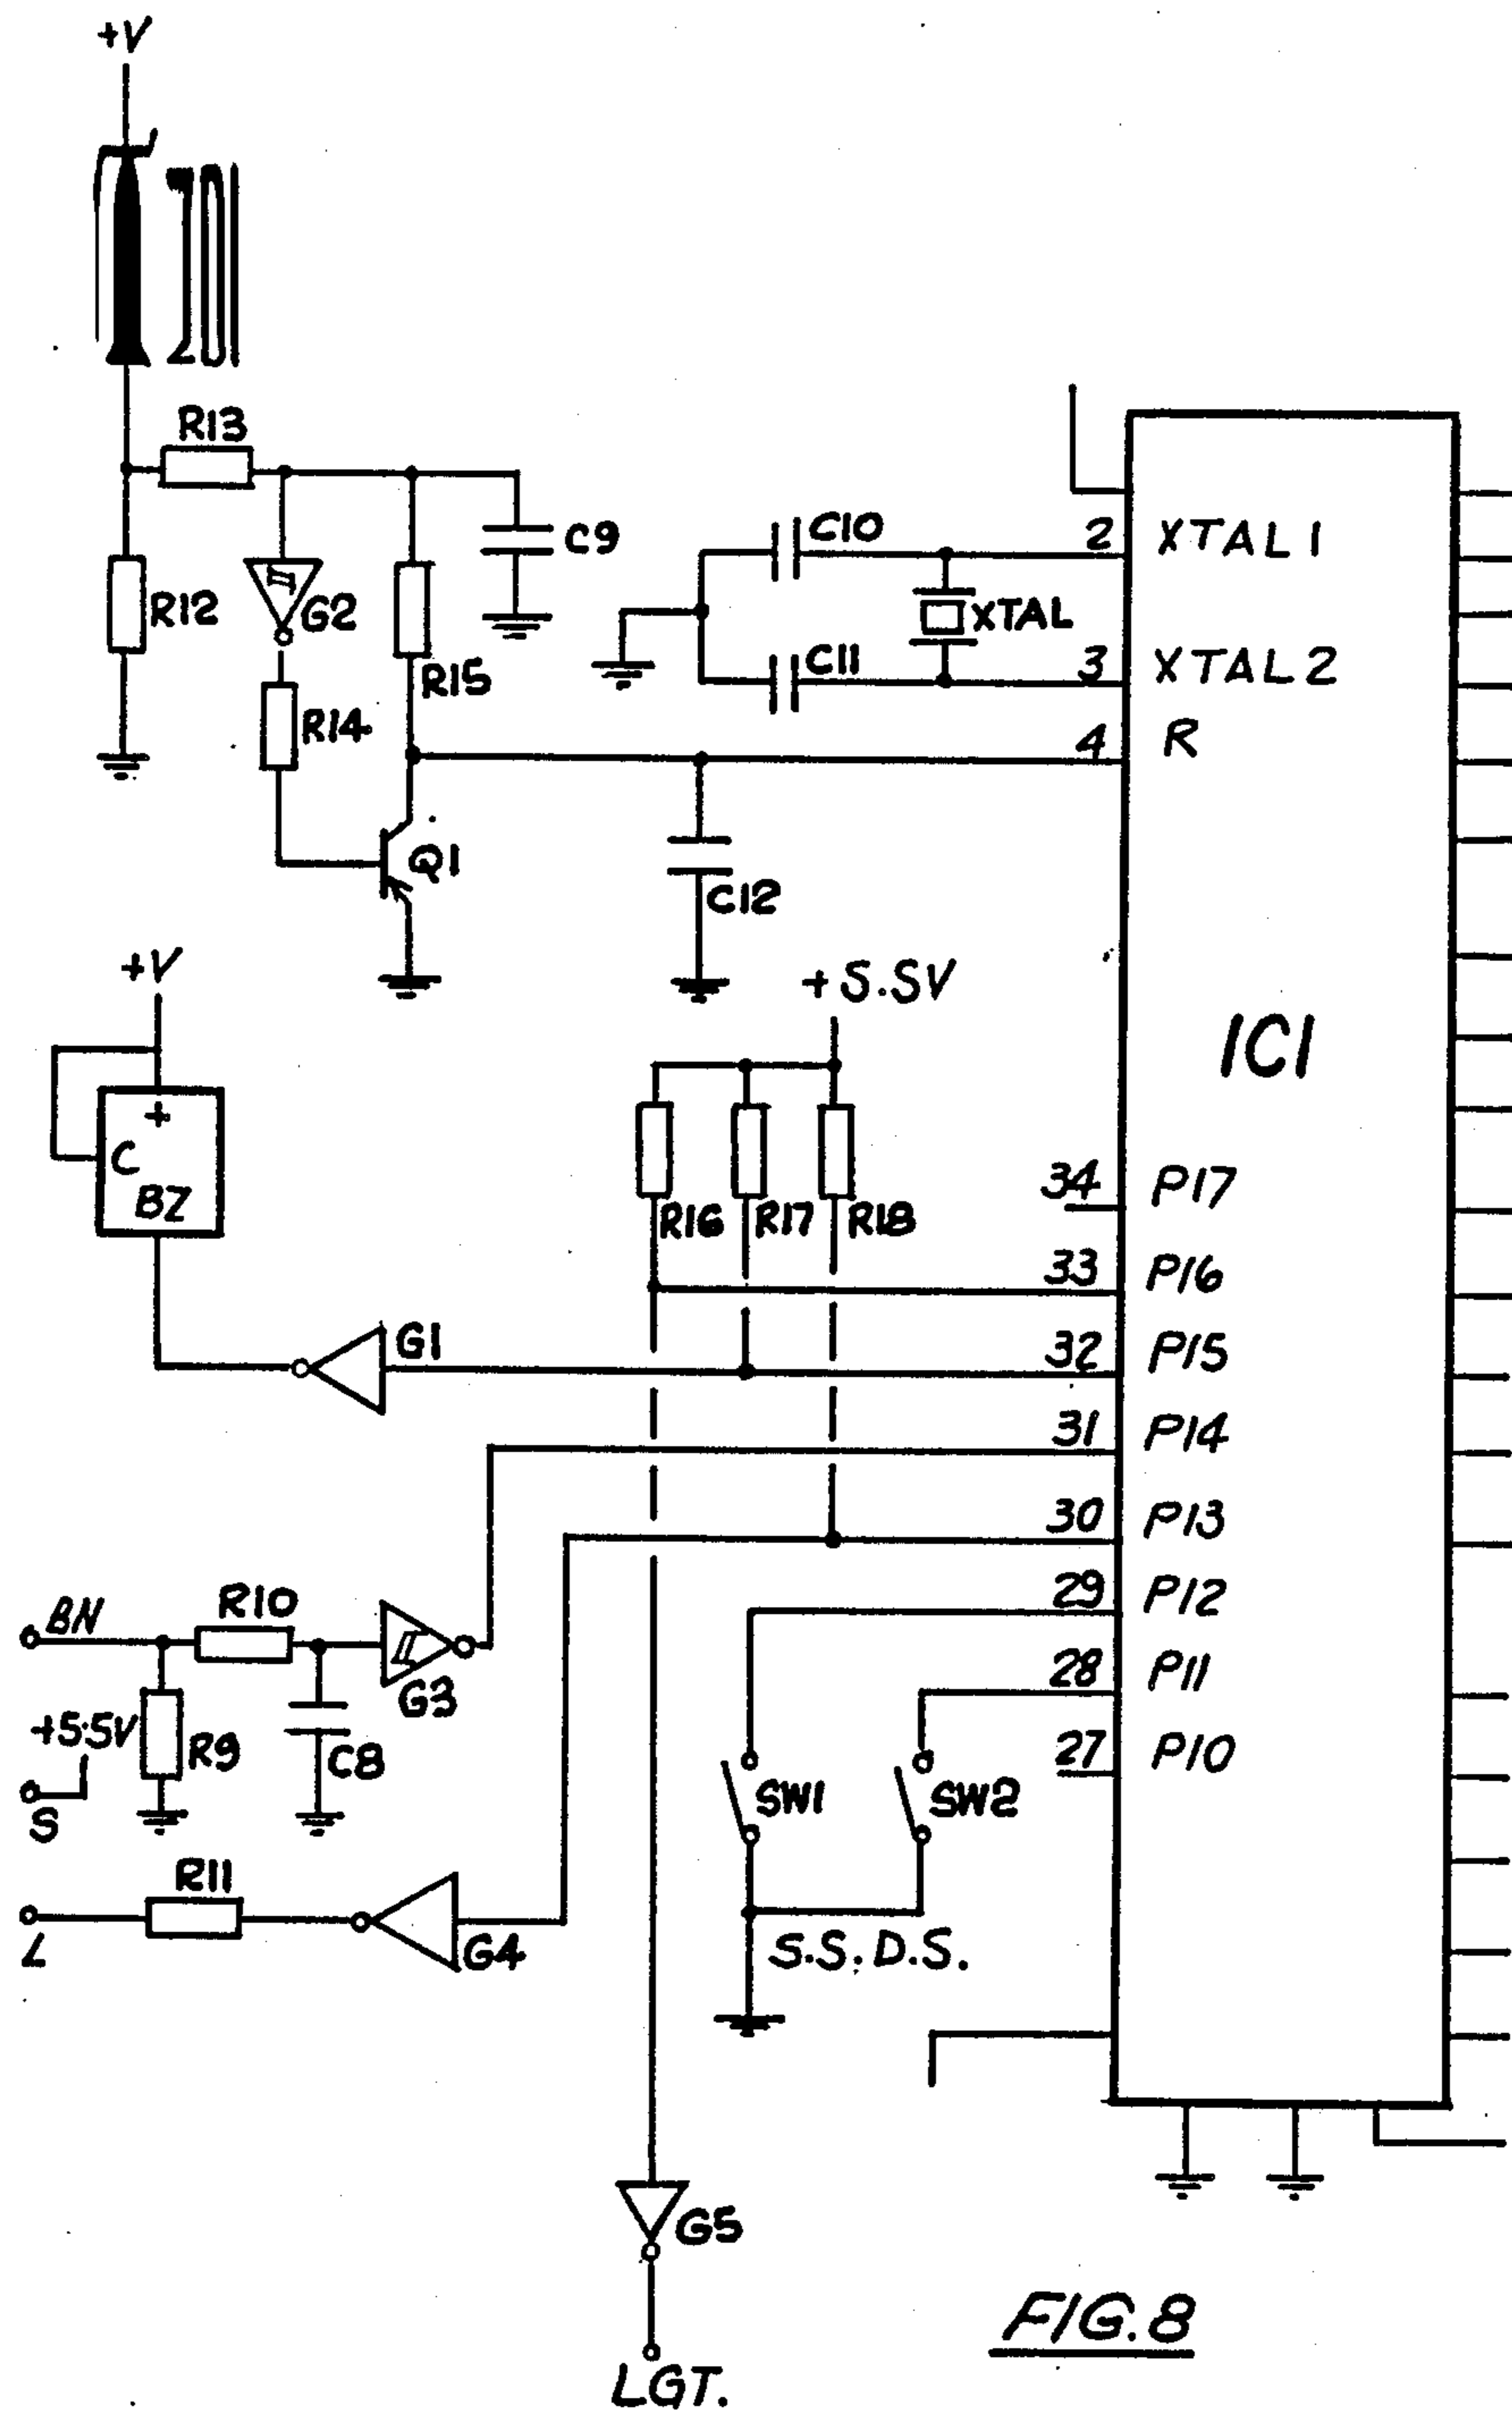 +V
R13
C9
R12
G2
R15
R14
Q1
C10
XTAL
C11
C12
2 XTAL1
3 XTAL2
4 R
IC1
+V
+
C
BZ
+5.5V
R16 R17 R18
34 P17
33 P16
G1
32 P15
31 P14
30 P13
29 P12
28 P11
27 P10
BN
R10
G3
+5.5V
R9
C8
S
SW1
SW2
R11
L
G4
S.S.D.S.
G5
LGT.
FIG.8